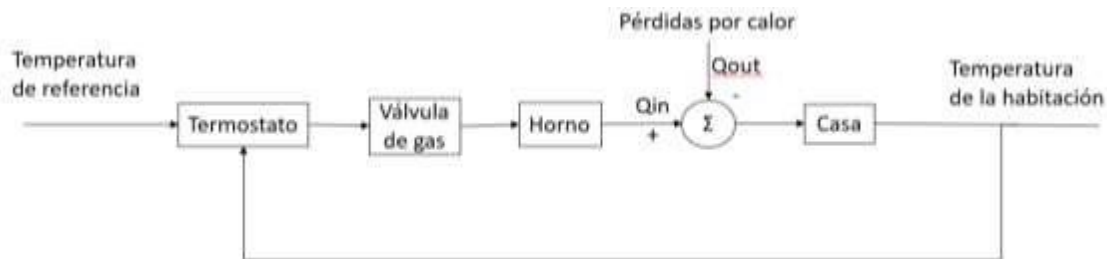 Pérdidas por calor
Temperatura
de referencia
Qout
-
Temperatura
de la habitación
Termostato
Válvula
de gas
Horno
Qin
+
Σ
Casa